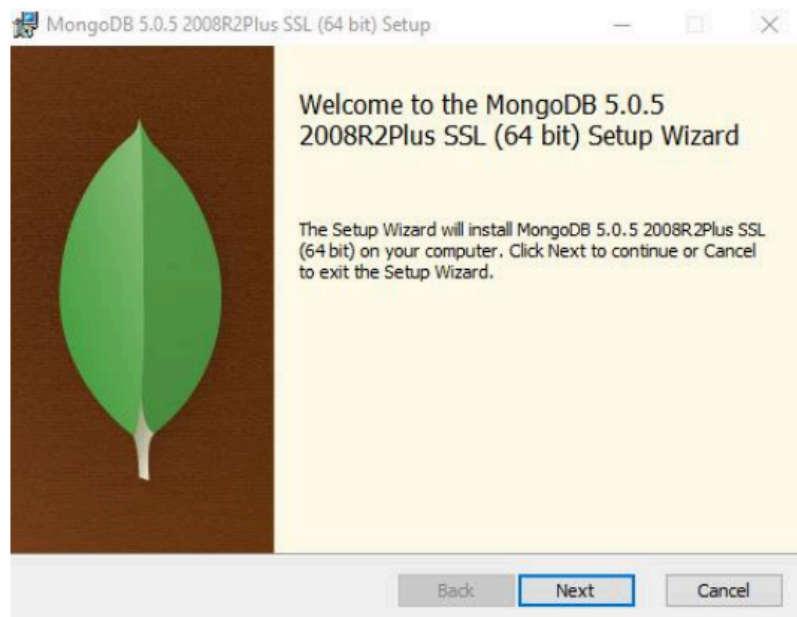 MongoDB 5.0.5 2008R2Plus SSL (64 bit) Setup
Welcome to the MongoDB 5.0.5
2008R2Plus SSL (64 bit) Setup Wizard
The Setup Wizard will install MongoDB 5.0.5 2008R2Plus SSL
(64 bit) on your computer. Click Next to continue or Cancel
to exit the Setup Wizard.
Back Next Cancel